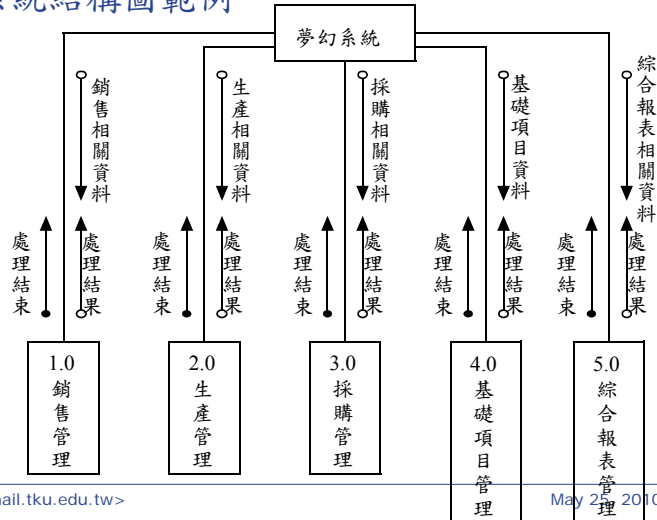 系統結構圖範例
夢幻系統
銷售相關資料
生產相關資料
採購相關資料
基礎項目資料
綜合報表相關資料
處理結束
處理結果
處理結束
處理結果
處理結束
處理結果
處理結束
處理結果
處理結束
處理結果
1.0
銷售管理
2.0
生產管理
3.0
採購管理
4.0
基礎項目管理
5.0
綜合報表管理
ail.tku.edu.tw>
May 25, 2010